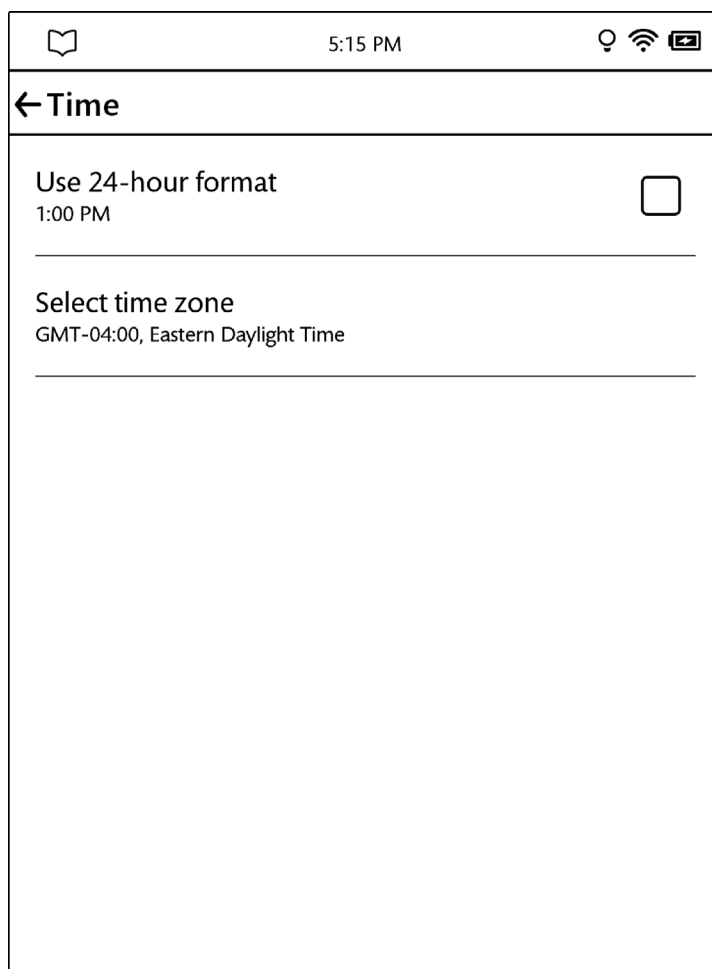 5:15 PM
Time
Use 24-hour format
1:00 PM
Select time zone
GMT-04:00, Eastern Daylight Time